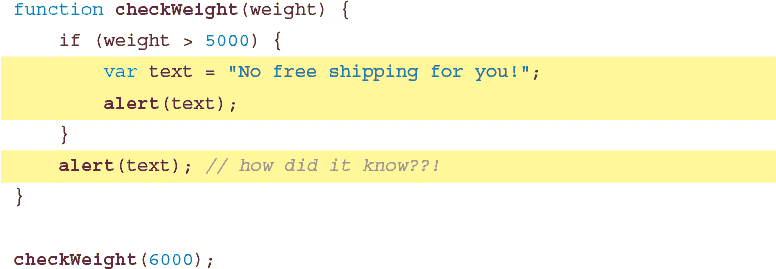 function checkWeight(weight) {
    if (weight > 5000) {
        var text = "No free shipping for you!";
        alert(text);
    }
    alert(text); // how did it know??!
}

checkWeight(6000);